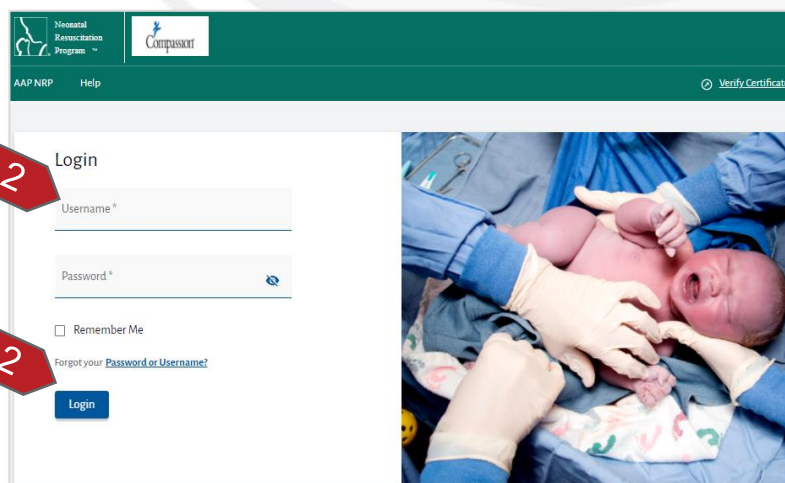 Neonatal
Resuscitation
Program ™
Compassion
AAP NRP Help
Verify Certificat
Login
2
Username *
Password *
Remember Me
2
Forgot your Password or Username?
Login